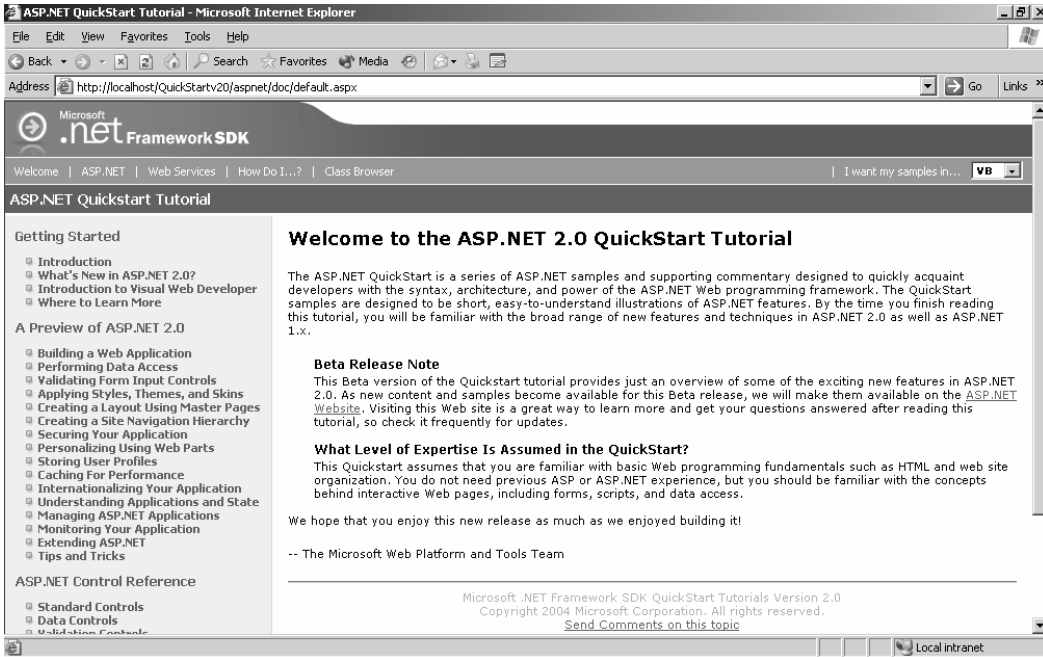 ASP.NET QuickStart Tutorial - Microsoft Internet Explorer
File Edit View Favorites Tools Help
Back Search Favorites Media
Address http://localhost/QuickStartv20/aspnet/doc/default.aspx Go Links »
Microsoft
.net Framework SDK
Welcome | ASP.NET | Web Services | How Do I...? | Class Browser | I want my samples in... VB
ASP.NET Quickstart Tutorial
Getting Started
Introduction
What's New in ASP.NET 2.0?
Introduction to Visual Web Developer
Where to Learn More
A Preview of ASP.NET 2.0
Building a Web Application
Performing Data Access
Validating Form Input Controls
Applying Styles, Themes, and Skins
Creating a Layout Using Master Pages
Creating a Site Navigation Hierarchy
Securing Your Application
Personalizing Using Web Parts
Storing User Profiles
Caching For Performance
Internationalizing Your Application
Understanding Applications and State
Managing ASP.NET Applications
Monitoring Your Application
Extending ASP.NET
Tips and Tricks
ASP.NET Control Reference
Standard Controls
Data Controls
Validation Controls
Welcome to the ASP.NET 2.0 QuickStart Tutorial
The ASP.NET QuickStart is a series of ASP.NET samples and supporting commentary designed to quickly acquaint
developers with the syntax, architecture, and power of the ASP.NET Web programming framework. The QuickStart
samples are designed to be short, easy-to-understand illustrations of ASP.NET features. By the time you finish reading
this tutorial, you will be familiar with the broad range of new features and techniques in ASP.NET 2.0 as well as ASP.NET
1.x.
Beta Release Note
This Beta version of the Quickstart tutorial provides just an overview of some of the exciting new features in ASP.NET
2.0. As new content and samples become available for this Beta release, we will make them available on the ASP.NET
Website. Visiting this Web site is a great way to learn more and get your questions answered after reading this
tutorial, so check it frequently for updates.
What Level of Expertise Is Assumed in the QuickStart?
This Quickstart assumes that you are familiar with basic Web programming fundamentals such as HTML and web site
organization. You do not need previous ASP or ASP.NET experience, but you should be familiar with the concepts
behind interactive Web pages, including forms, scripts, and data access.
We hope that you enjoy this new release as much as we enjoyed building it!
-- The Microsoft Web Platform and Tools Team
Microsoft .NET Framework SDK QuickStart Tutorials Version 2.0
Copyright 2004 Microsoft Corporation. All rights reserved.
Send Comments on this topic
Local intranet